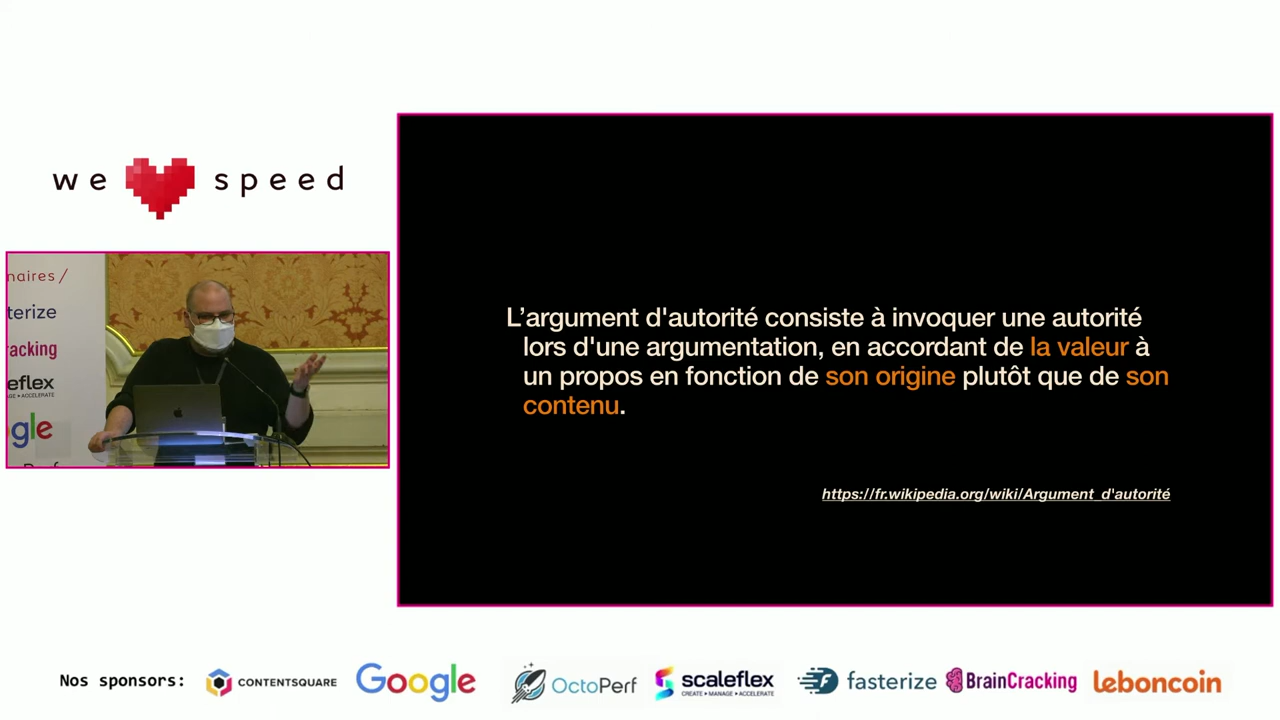 we speed
naires/
terize
racking
eflex
gle
L'argument d'autorité consiste à invoquer une autorité
lors d'une argumentation, en accordant de la valeur à
un propos en fonction de son origine plutôt que de son
contenu.
https://fr.wikipedia.org/wiki/Argument_d'autorité
Nos sponsors:
CONTENTSQUARE
Google
OctoPerf
scaleflex
CREATE • MANAGE • ACCELERATE
fasterize
BrainCracking
leboncoin